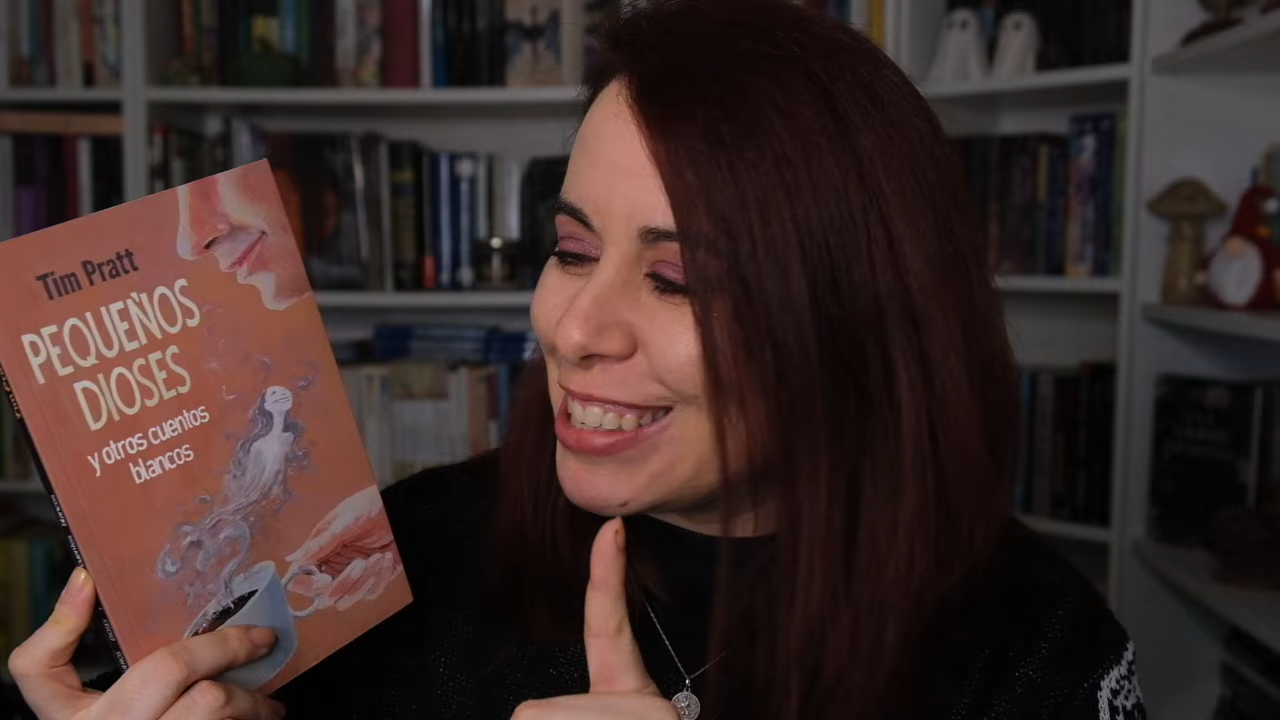 Tim Pratt
PEQUEÑOS
DIOSES
y otros cuentos
blancos